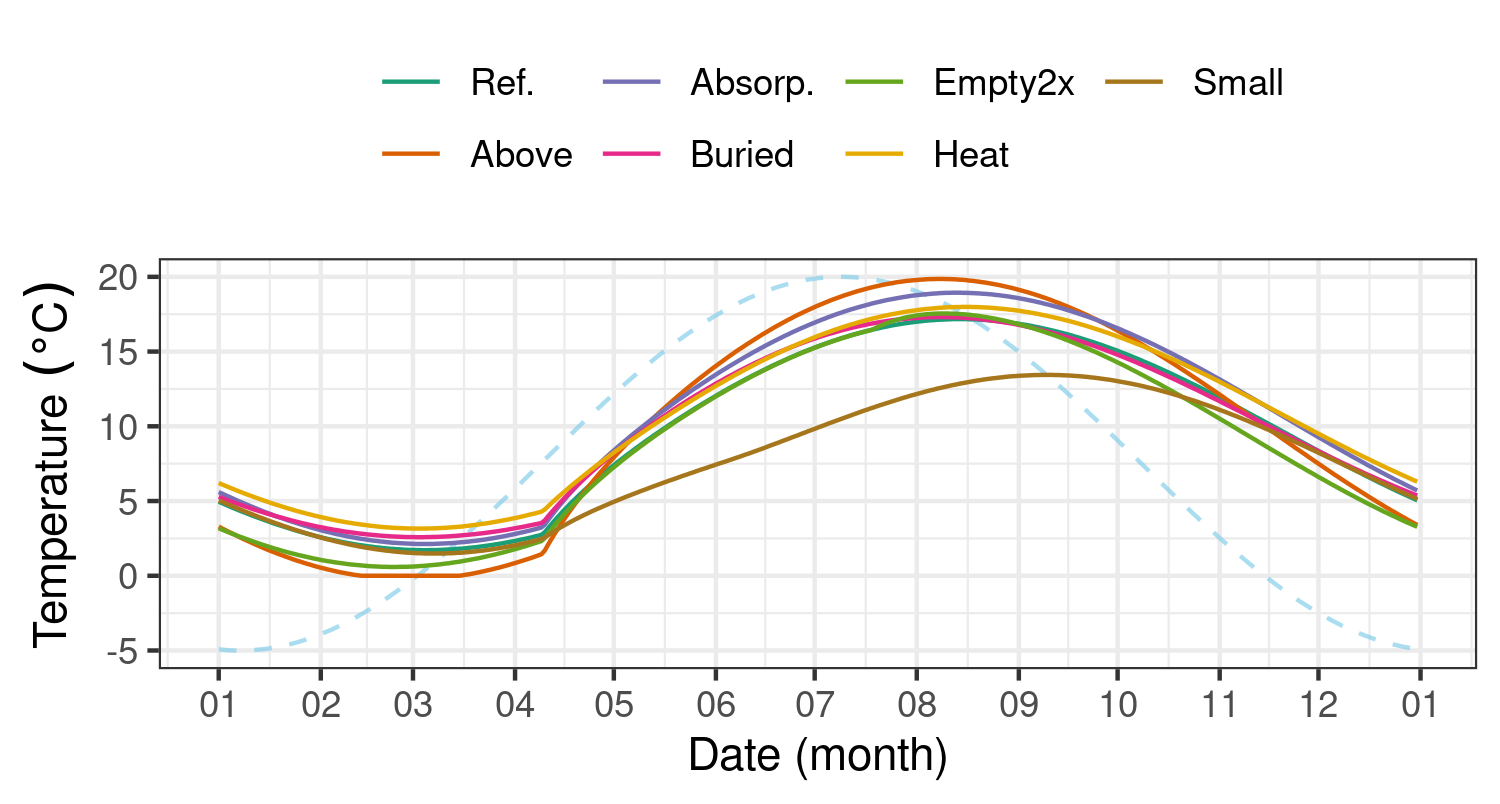 Ref. Absorp. Empty2x Small
Above Buried Heat
Temperature (°C)
20
15
10
5
0
-5
01 02 03 04 05 06 07 08 09 10 11 12 01
Date (month)